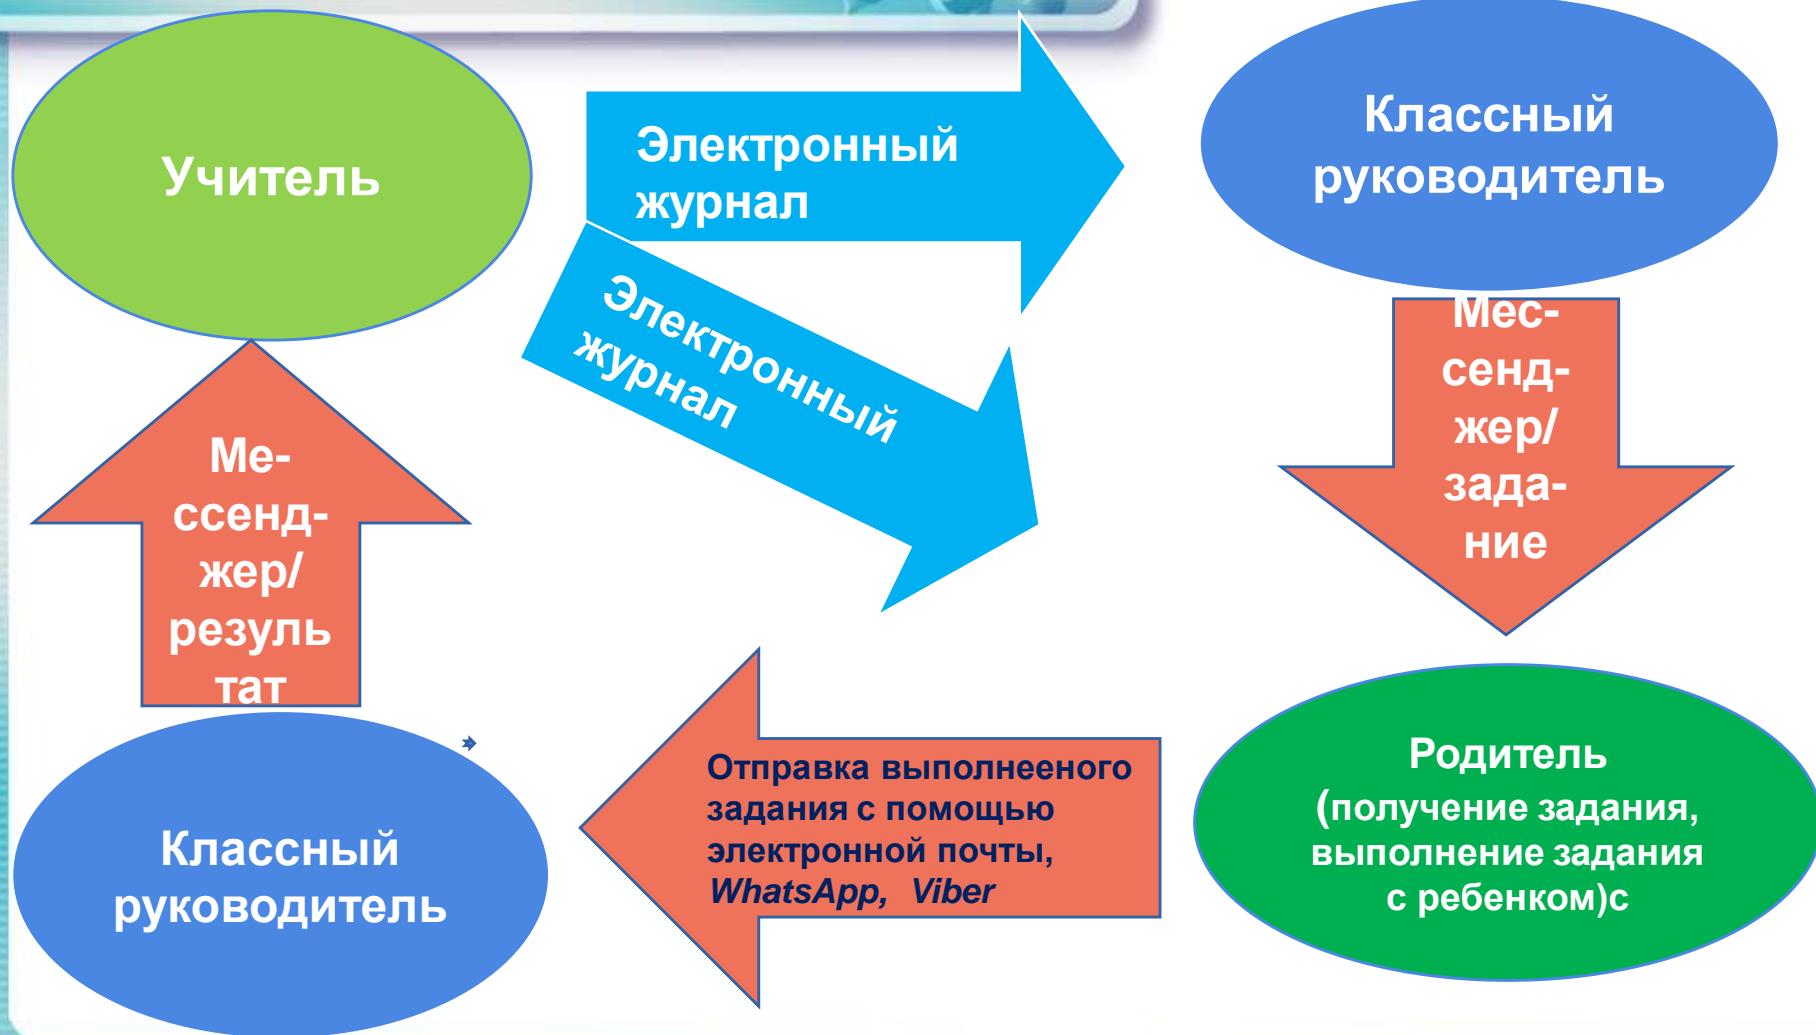 Учитель
Электронный
журнал
Классный
руководитель
Электронный
журнал
Мес-
сенд-
жер/
зада-
ние
Ме-
ссенд-
жер/
резуль
тат
Отправка выполнееного
задания с помощью
электронной почты,
WhatsApp, Viber
Родитель
(получение задания,
выполнение задания
с ребенком)с
Классный
руководитель